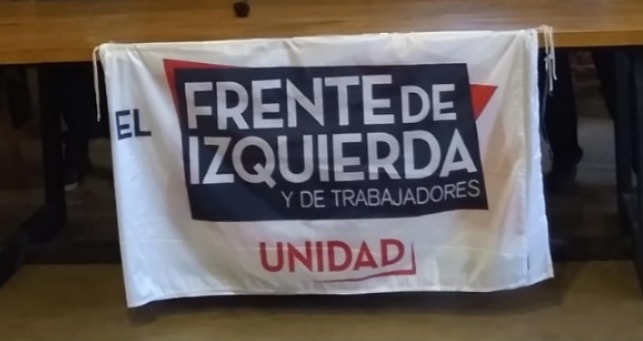 EL
FRENTE DE
IZQUIERDA
Y DE TRABAJADORES
UNIDAD